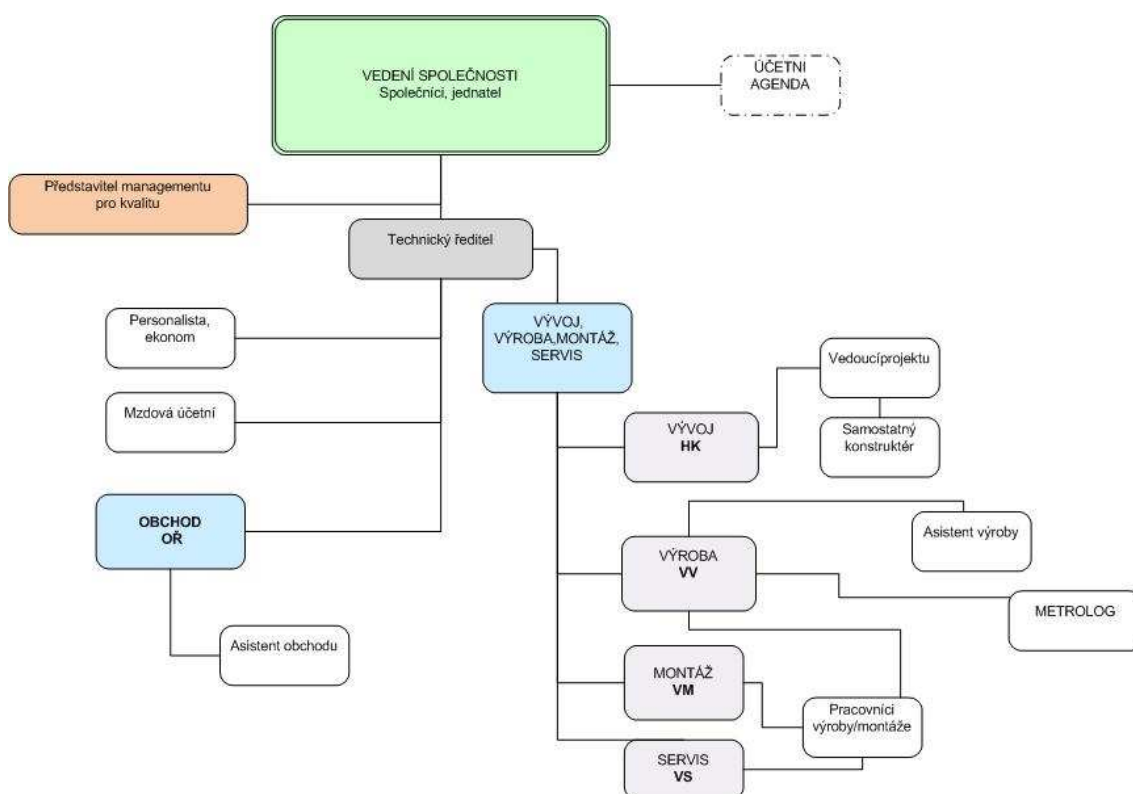 VEDENÍ SPOLEČNOSTI
Společníci, jednatel
ÚČETNI
AGENDA
Představitel managementu
pro kvalitu
Technický ředitel
Personalista,
ekonom
VÝVOJ,
VÝROBA,MONTÁŽ,
SERVIS
Vedoucíprojektu
Mzdová účetní
VÝVOJ
HK
Samostatný
konstruktér
OBCHOD
OŘ
Asistent výroby
VÝROBA
VV
METROLOG
Asistent obchodu
MONTÁŽ
VM
Pracovníci
výroby/montáže
SERVIS
VS